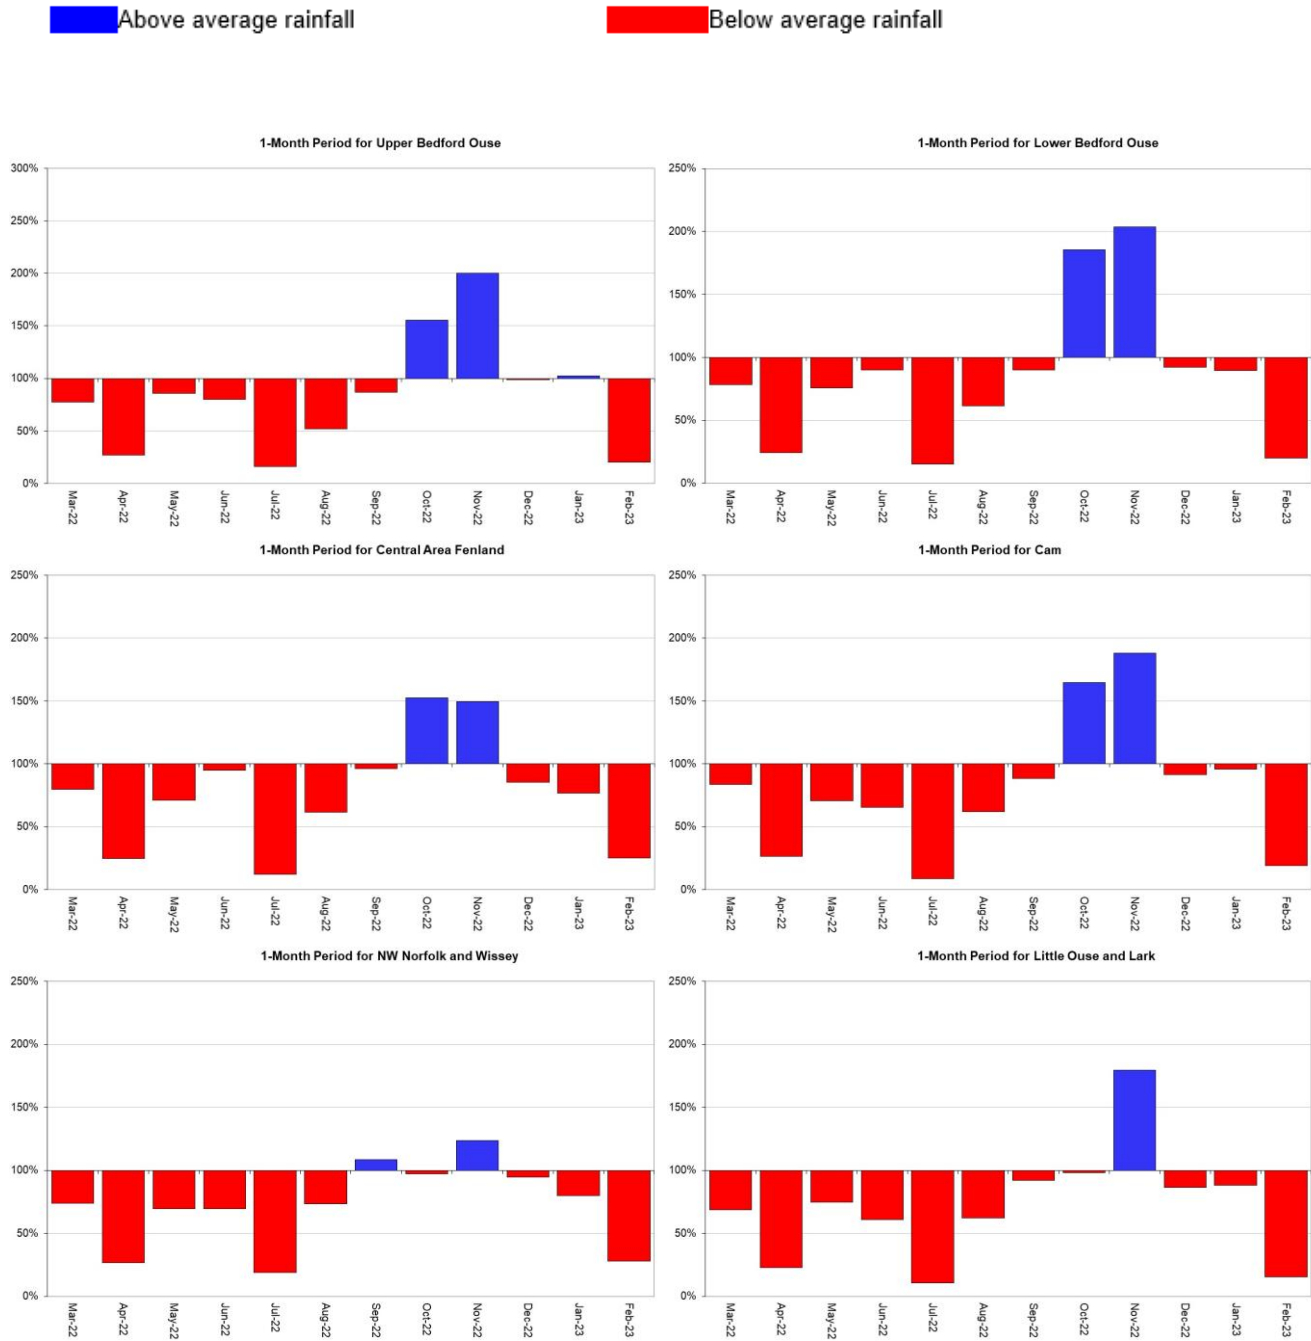 Above average rainfall
Below average rainfall
1-Month Period for Upper Bedford Ouse
300%
250%
200%
150%
100%
50%
0%
Mar-22
Apr-22
May-22
Jun-22
Jul-22
Aug-22
Sep-22
Oct-22
Nov-22
Dec-22
Jan-23
Feb-23
1-Month Period for Lower Bedford Ouse
250%
200%
150%
100%
50%
0%
Mar-22
Apr-22
May-22
Jun-22
Jul-22
Aug-22
Sep-22
Oct-22
Nov-22
Dec-22
Jan-23
Feb-23
1-Month Period for Central Area Fenland
250%
200%
150%
100%
50%
0%
Mar-22
Apr-22
May-22
Jun-22
Jul-22
Aug-22
Sep-22
Oct-22
Nov-22
Dec-22
Jan-23
Feb-23
1-Month Period for Cam
250%
200%
150%
100%
50%
0%
Mar-22
Apr-22
May-22
Jun-22
Jul-22
Aug-22
Sep-22
Oct-22
Nov-22
Dec-22
Jan-23
Feb-23
1-Month Period for NW Norfolk and Wissey
250%
200%
150%
100%
50%
0%
Mar-22
Apr-22
May-22
Jun-22
Jul-22
Aug-22
Sep-22
Oct-22
Nov-22
Dec-22
Jan-23
Feb-23
1-Month Period for Little Ouse and Lark
250%
200%
150%
100%
50%
0%
Mar-22
Apr-22
May-22
Jun-22
Jul-22
Aug-22
Sep-22
Oct-22
Nov-22
Dec-22
Jan-23
Feb-23